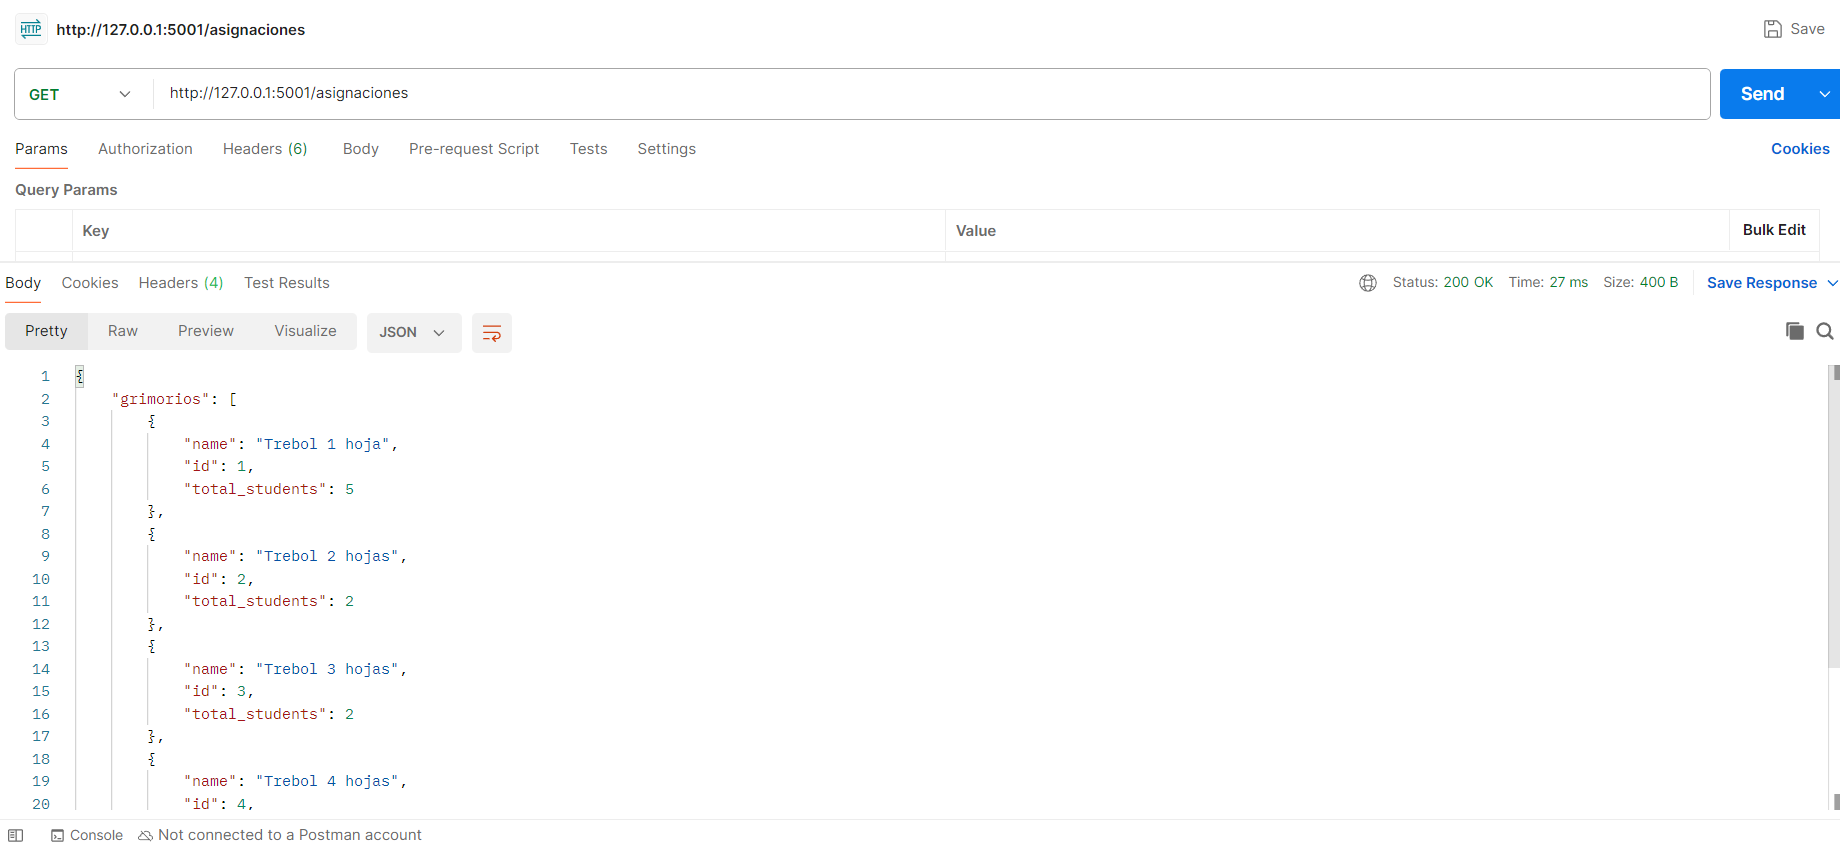 HTTP http://127.0.0.1:5001/asignaciones Save
GET http://127.0.0.1:5001/asignaciones Send
Params Authorization Headers (6) Body Pre-request Script Tests Settings Cookies
Query Params
Key Value Bulk Edit
Body Cookies Headers (4) Test Results Status: 200 OK Time: 27 ms Size: 400 B Save Response
Pretty Raw Preview Visualize JSON
1 {
2 "grimorios": [
3 {
4 "name": "Trebol 1 hoja",
5 "id": 1,
6 "total_students": 5
7 },
8 {
9 "name": "Trebol 2 hojas",
10 "id": 2,
11 "total_students": 2
12 },
13 {
14 "name": "Trebol 3 hojas",
15 "id": 3,
16 "total_students": 2
17 },
18 {
19 "name": "Trebol 4 hojas",
20 "id": 4,
Console Not connected to a Postman account